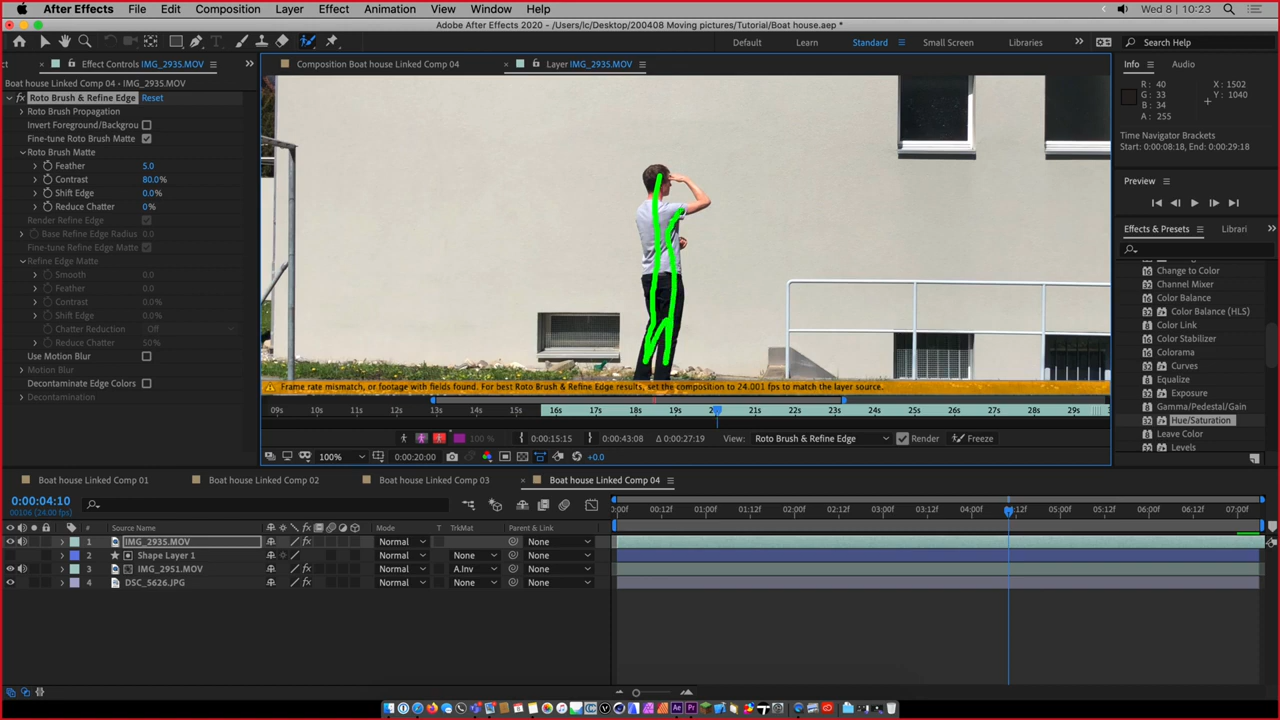 After Effects File Edit Composition Layer Effect Animation View Window Help Wed 8 | 10:23
Adobe After Effects 2020 - /Users/lc/Desktop/200408 Moving pictures/Tutorial/Boat house.aep *
Default Learn Standard Small Screen Libraries Search Help
Effect Controls IMG_2935.MOV Composition Boat house Linked Comp 04 Layer IMG_2935.MOV Info Audio
Boat house Linked Comp 04 • IMG_2935.MOV
fx Roto Brush & Refine Edge Reset
Roto Brush Propagation
Invert Foreground/Backgrou
Fine-tune Roto Brush Matte
Roto Brush Matte
Feather 5.0
Contrast 80.0%
Shift Edge 0.0%
Reduce Chatter 0%
Render Refine Edge
Base Refine Edge Radius 0.0
Fine-tune Refine Edge Matte
Refine Edge Matte
Smooth 0.0
Feather 0.0
Contrast 0.0%
Shift Edge 0.0%
Chatter Reduction Off
Reduce Chatter 50%
Use Motion Blur
Motion Blur
Decontaminate Edge Colors
Decontamination
R: 40 X: 1502
G: 33 Y: 1040
B: 34
A: 255
Time Navigator Brackets
Start: 0:00:08:18, End: 0:00:29:18
Preview
Effects & Presets Librari
Change to Color
Channel Mixer
Color Balance
Color Balance (HLS)
Color Link
Color Stabilizer
Colorama
Curves
Equalize
Exposure
Gamma/Pedestal/Gain
Hue/Saturation
Leave Color
Levels
Frame rate mismatch, or footage with fields found. For best Roto Brush & Refine Edge results, set the composition to 24.001 fps to match the layer source.
09s 10s 11s 12s 13s 14s 15s 16s 17s 18s 19s 20s 21s 22s 23s 24s 25s 26s 27s 28s 29s
100 % 0:00:15:15 0:00:43:08 Δ 0:00:27:19 View: Roto Brush & Refine Edge Render Freeze
100% 0:00:20:00 +0.0
Boat house Linked Comp 01 Boat house Linked Comp 02 Boat house Linked Comp 03 Boat house Linked Comp 04
0:00:04:10
00106 (24.00 fps)
:00f 00:12f 01:00f 01:12f 02:00f 02:12f 03:00f 03:12f 04:00f 04:12f 05:00f 05:12f 06:00f 06:12f 07:00f
# Source Name fx Mode T TrkMat Parent & Link
1 IMG_2935.MOV fx Normal None
2 Shape Layer 1 Normal None None
3 IMG_2951.MOV fx Normal A.Inv None
4 DSC_5626.JPG fx Normal None None
Ae Pr